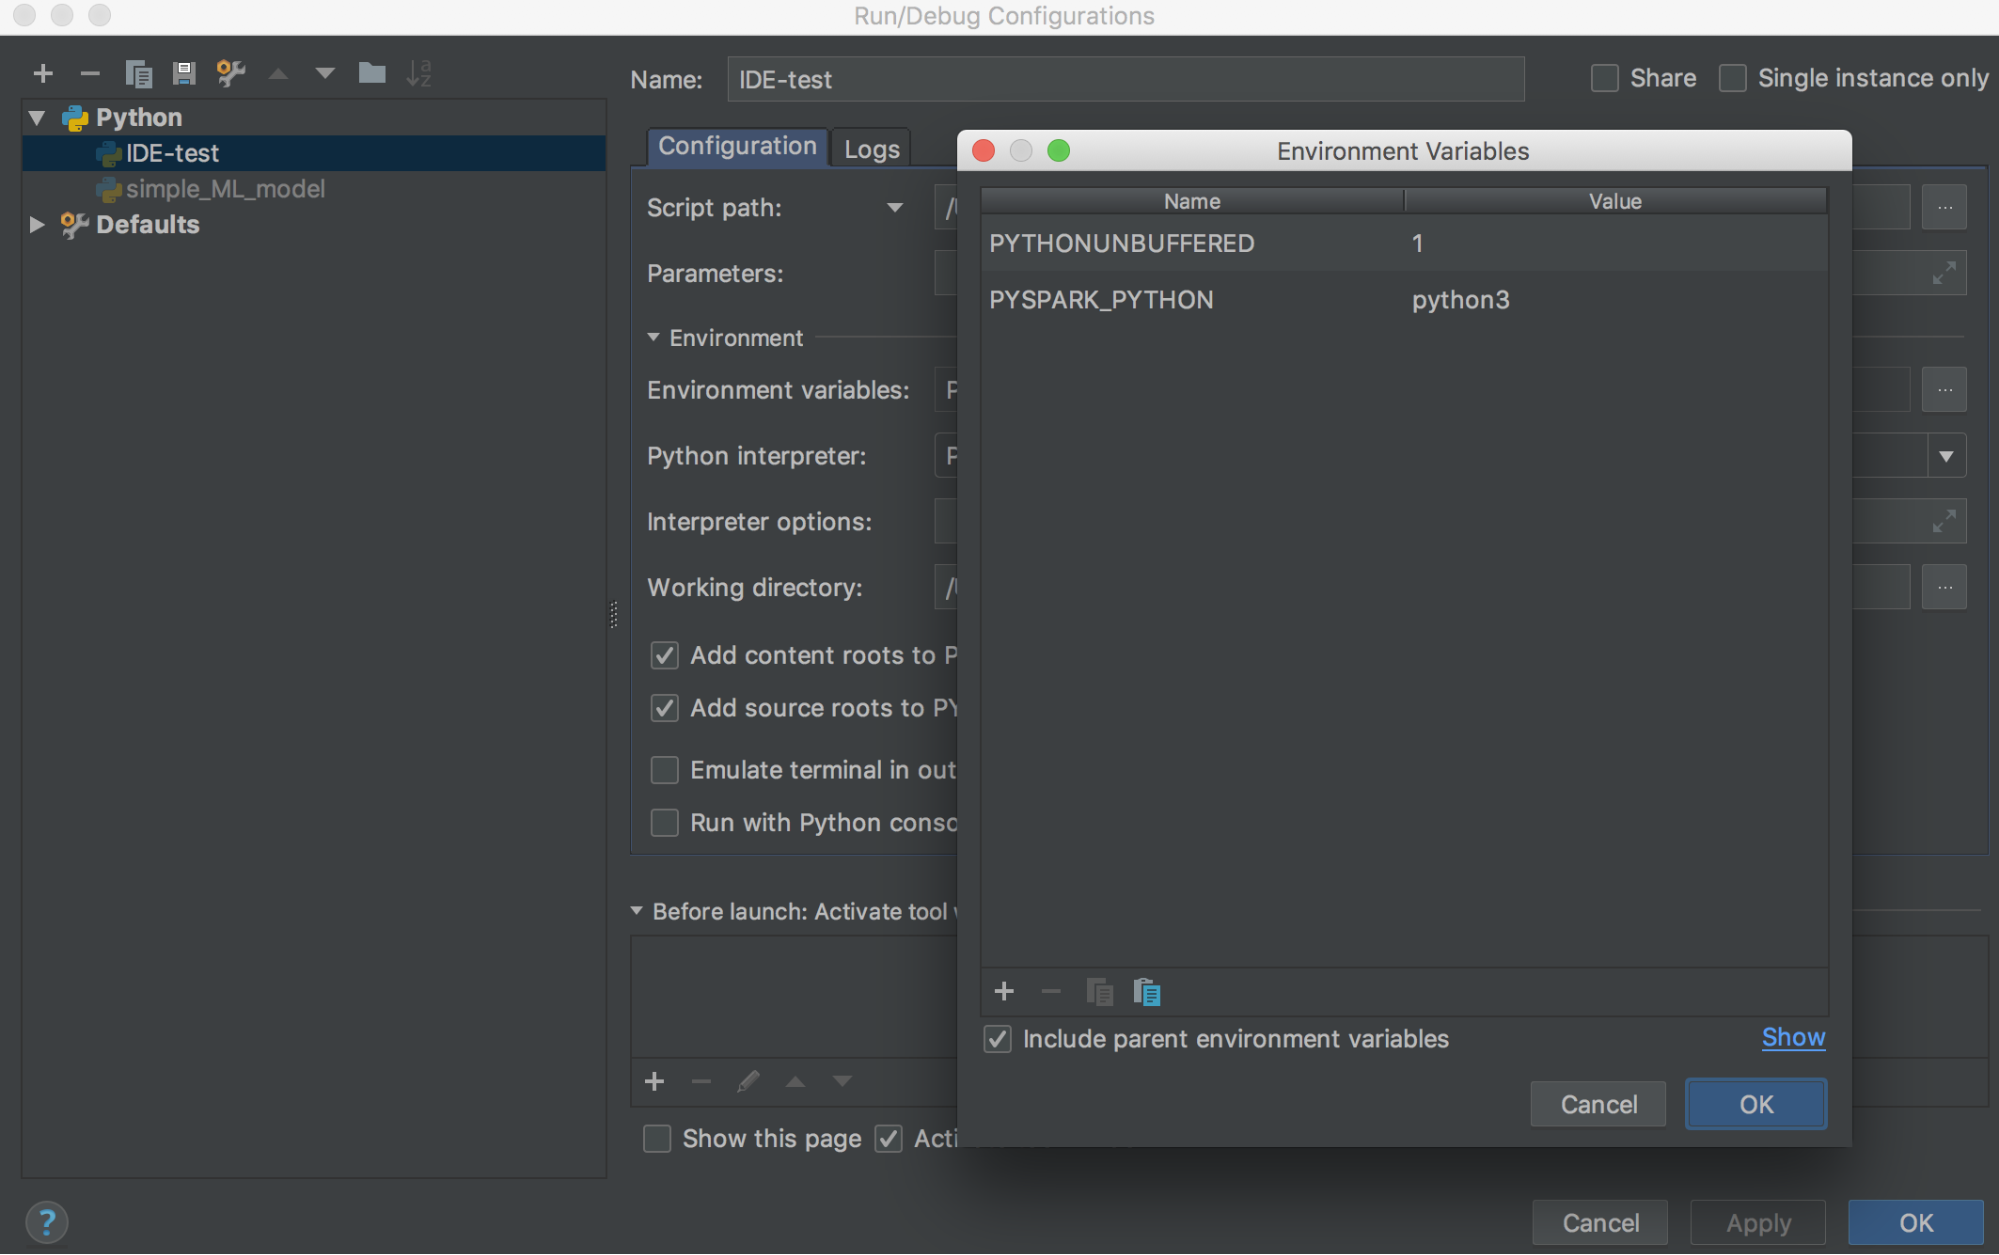 Run/Debug Configurations
Name: IDE-test
Share
Single instance only
Python
IDE-test
simple_ML_model
Defaults
Configuration
Logs
Script path:
Parameters:
Environment
Environment variables:
Python interpreter:
Interpreter options:
Working directory:
Add content roots to P
Add source roots to PY
Emulate terminal in out
Run with Python conso
Before launch: Activate tool
Show this page
Acti
Environment Variables
Name Value
PYTHONUNBUFFERED 1
PYSPARK_PYTHON python3
Include parent environment variables
Show
Cancel
OK
?
Cancel
Apply
OK